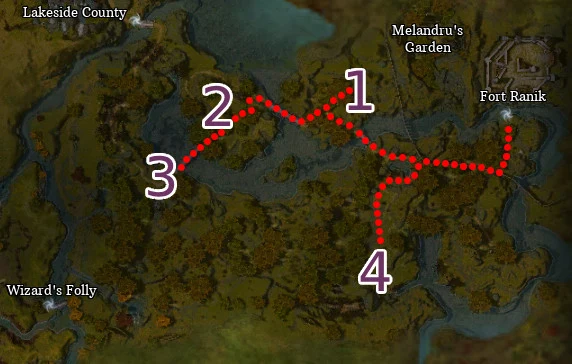 Lakeside County
Melandru's
Garden
Fort Ranik
1
2
3
4
Wizard's Folly